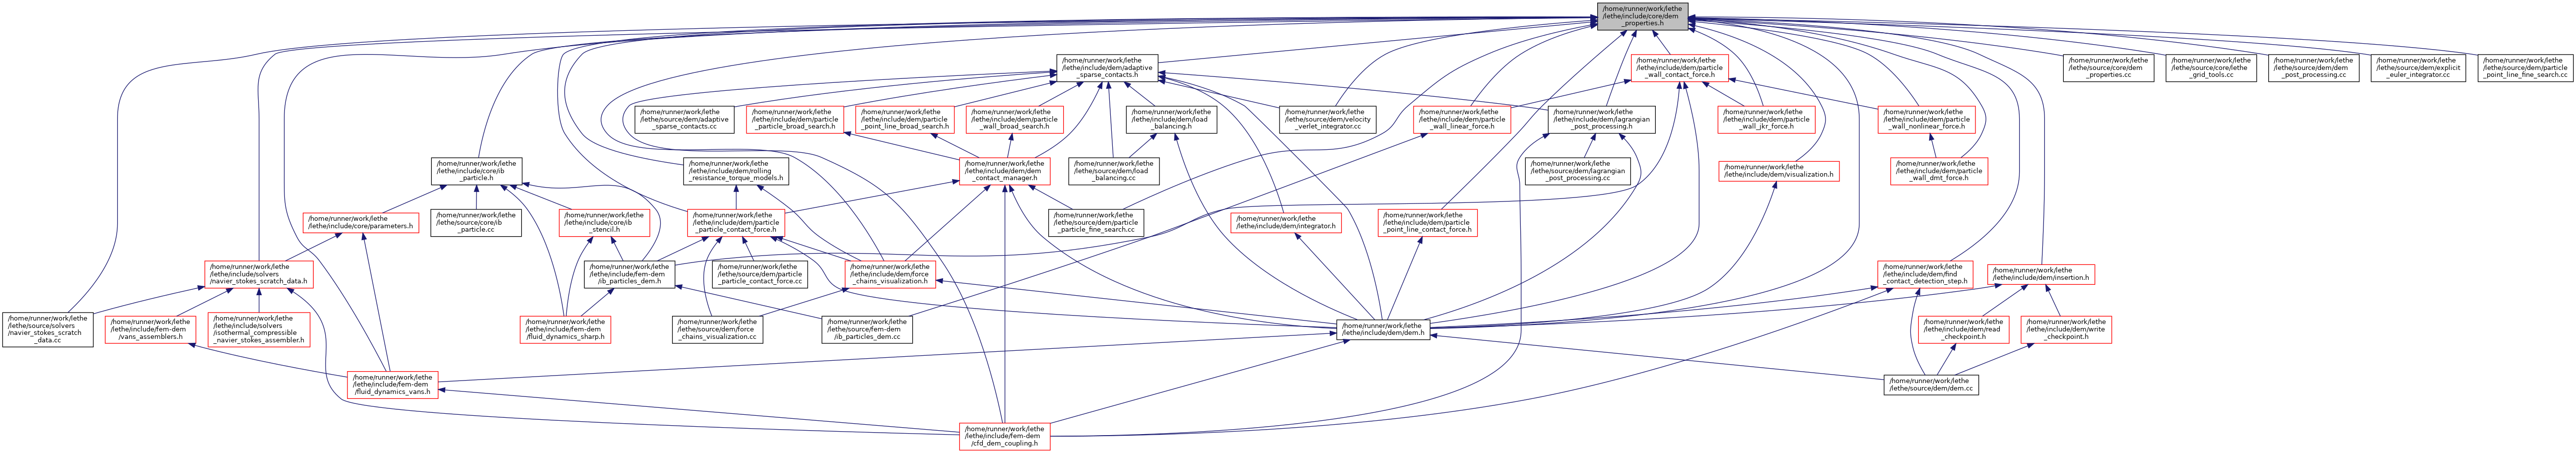 /home/runner/work/lethe
/lethe/include/core/dem
_properties.h
/home/runner/work/lethe
/lethe/include/dem/adaptive
_sparse_contacts.h
/home/runner/work/lethe
/lethe/include/dem/particle
_wall_contact_force.h
/home/runner/work/lethe
/lethe/source/core/dem
_properties.cc
/home/runner/work/lethe
/lethe/source/core/lethe
_grid_tools.cc
/home/runner/work/lethe
/lethe/source/dem/dem
_post_processing.cc
/home/runner/work/lethe
/lethe/source/dem/explicit
_euler_integrator.cc
/home/runner/work/lethe
/lethe/source/dem/particle
_point_line_fine_search.cc
/home/runner/work/lethe
/lethe/source/dem/adaptive
_sparse_contacts.cc
/home/runner/work/lethe
/lethe/include/dem/particle
_particle_broad_search.h
/home/runner/work/lethe
/lethe/include/dem/particle
_point_line_broad_search.h
/home/runner/work/lethe
/lethe/include/dem/particle
_wall_broad_search.h
/home/runner/work/lethe
/lethe/include/dem/load
_balancing.h
/home/runner/work/lethe
/lethe/source/dem/velocity
_verlet_integrator.cc
/home/runner/work/lethe
/lethe/include/dem/particle
_wall_linear_force.h
/home/runner/work/lethe
/lethe/include/dem/lagrangian
_post_processing.h
/home/runner/work/lethe
/lethe/include/dem/particle
_wall_jkr_force.h
/home/runner/work/lethe
/lethe/include/dem/particle
_wall_nonlinear_force.h
/home/runner/work/lethe
/lethe/include/core/ib
_particle.h
/home/runner/work/lethe
/lethe/include/dem/rolling
_resistance_torque_models.h
/home/runner/work/lethe
/lethe/include/dem/dem
_contact_manager.h
/home/runner/work/lethe
/lethe/source/dem/load
_balancing.cc
/home/runner/work/lethe
/lethe/source/dem/lagrangian
_post_processing.cc
/home/runner/work/lethe
/lethe/include/dem/visualization.h
/home/runner/work/lethe
/lethe/include/dem/particle
_wall_dmt_force.h
/home/runner/work/lethe
/lethe/include/core/parameters.h
/home/runner/work/lethe
/lethe/source/core/ib
_particle.cc
/home/runner/work/lethe
/lethe/include/core/ib
_stencil.h
/home/runner/work/lethe
/lethe/include/dem/particle
_particle_contact_force.h
/home/runner/work/lethe
/lethe/source/dem/particle
_particle_fine_search.cc
/home/runner/work/lethe
/lethe/include/dem/integrator.h
/home/runner/work/lethe
/lethe/include/dem/particle
_point_line_contact_force.h
/home/runner/work/lethe
/lethe/include/solvers
/navier_stokes_scratch_data.h
/home/runner/work/lethe
/lethe/include/fem-dem
/ib_particles_dem.h
/home/runner/work/lethe
/lethe/source/dem/particle
_particle_contact_force.cc
/home/runner/work/lethe
/lethe/include/dem/force
_chains_visualization.h
/home/runner/work/lethe
/lethe/include/dem/find
_contact_detection_step.h
/home/runner/work/lethe
/lethe/include/dem/insertion.h
/home/runner/work/lethe
/lethe/source/solvers
/navier_stokes_scratch
_data.cc
/home/runner/work/lethe
/lethe/include/fem-dem
/vans_assemblers.h
/home/runner/work/lethe
/lethe/include/solvers
/isothermal_compressible
_navier_stokes_assembler.h
/home/runner/work/lethe
/lethe/include/fem-dem
/fluid_dynamics_sharp.h
/home/runner/work/lethe
/lethe/source/dem/force
_chains_visualization.cc
/home/runner/work/lethe
/lethe/source/fem-dem
/ib_particles_dem.cc
/home/runner/work/lethe
/lethe/include/dem/dem.h
/home/runner/work/lethe
/lethe/include/dem/read
_checkpoint.h
/home/runner/work/lethe
/lethe/include/dem/write
_checkpoint.h
/home/runner/work/lethe
/lethe/include/fem-dem
/fluid_dynamics_vans.h
/home/runner/work/lethe
/lethe/source/dem/dem.cc
/home/runner/work/lethe
/lethe/include/fem-dem
/cfd_dem_coupling.h